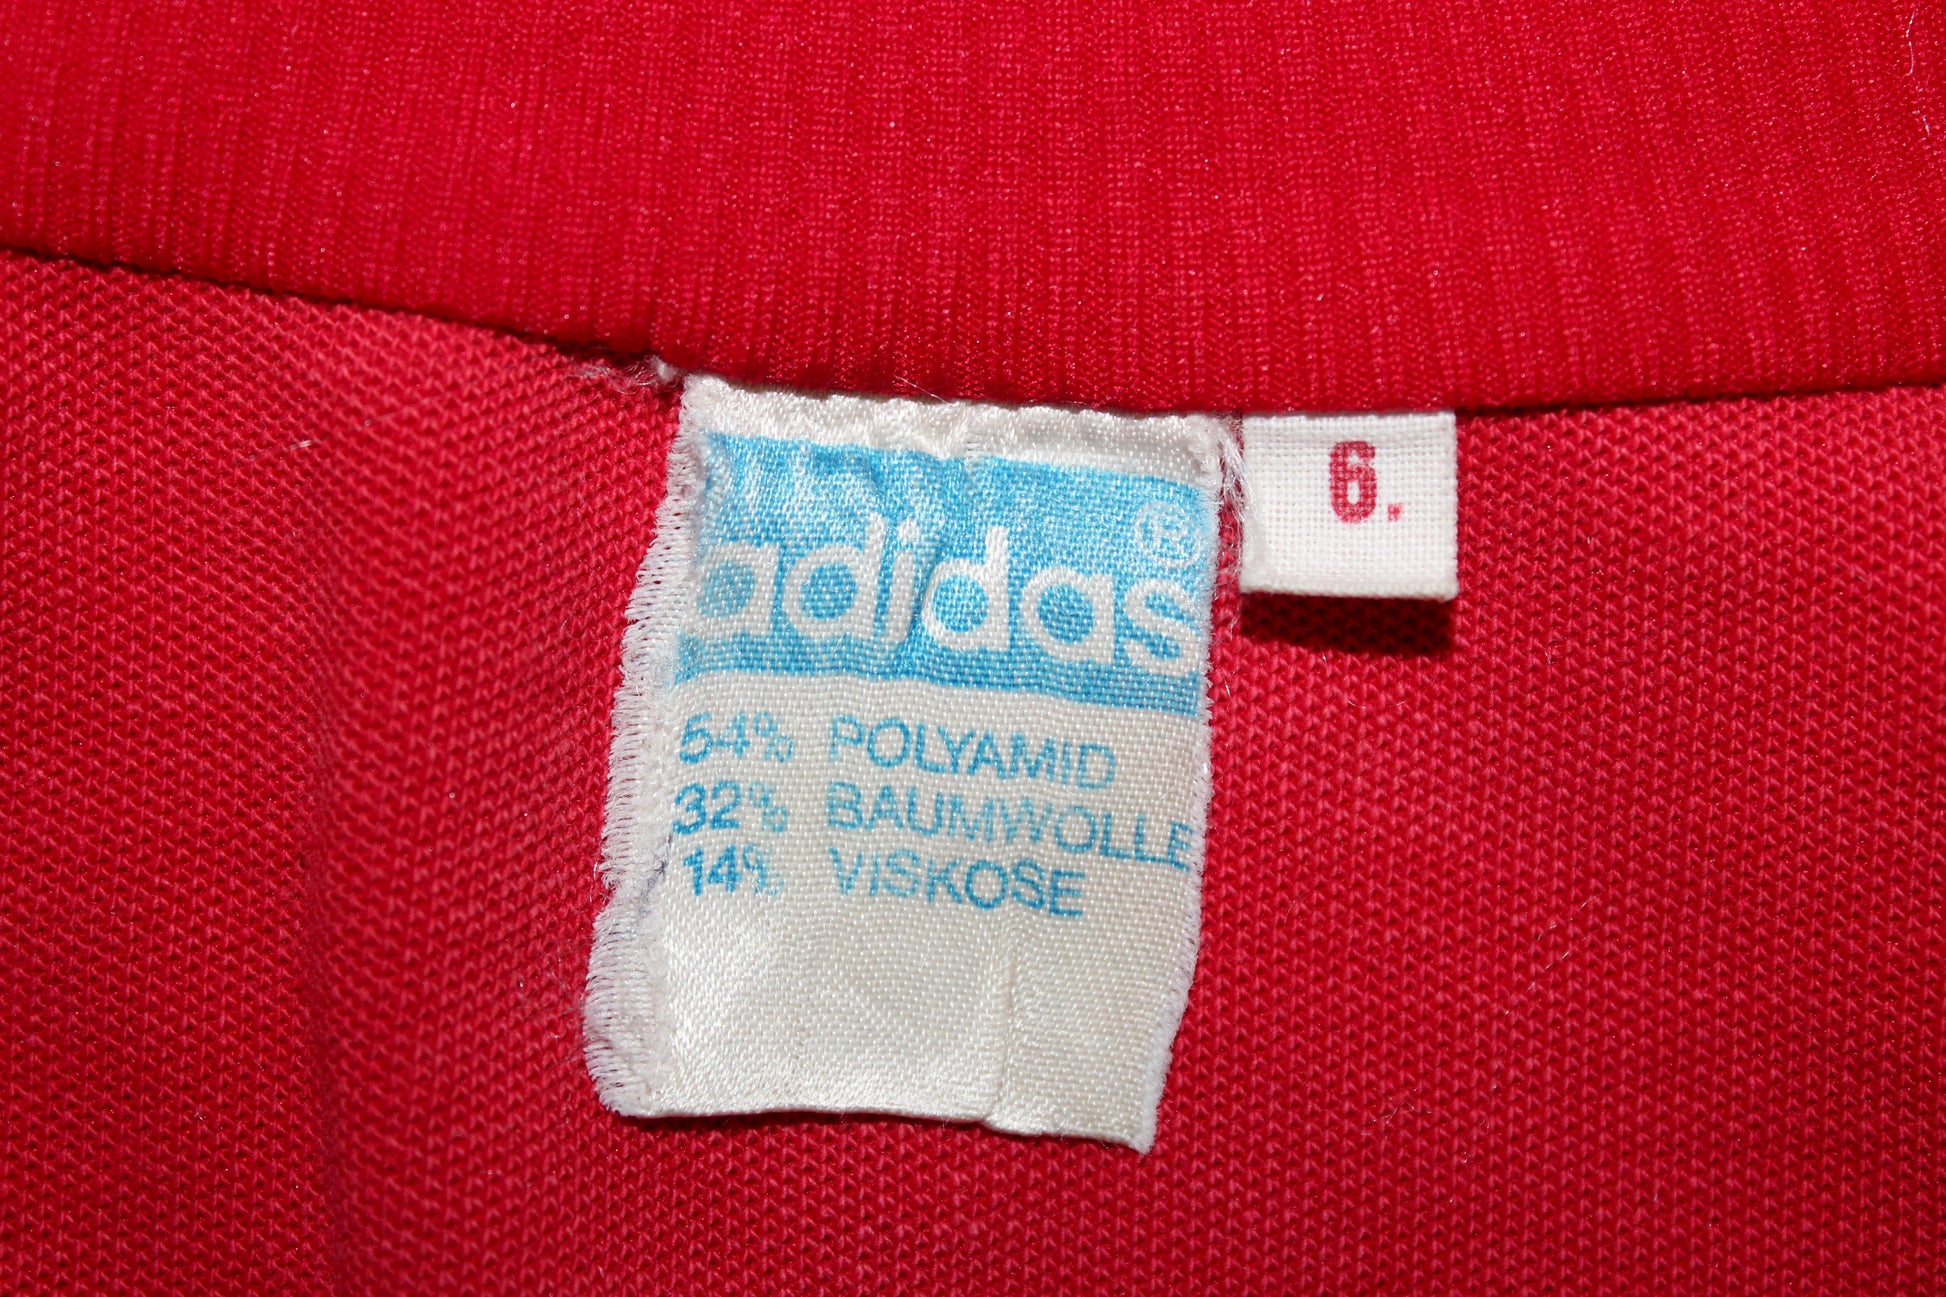 adidas®
6.
54% POLYAMID
32% BAUMWOLLE
14% VISKOSE